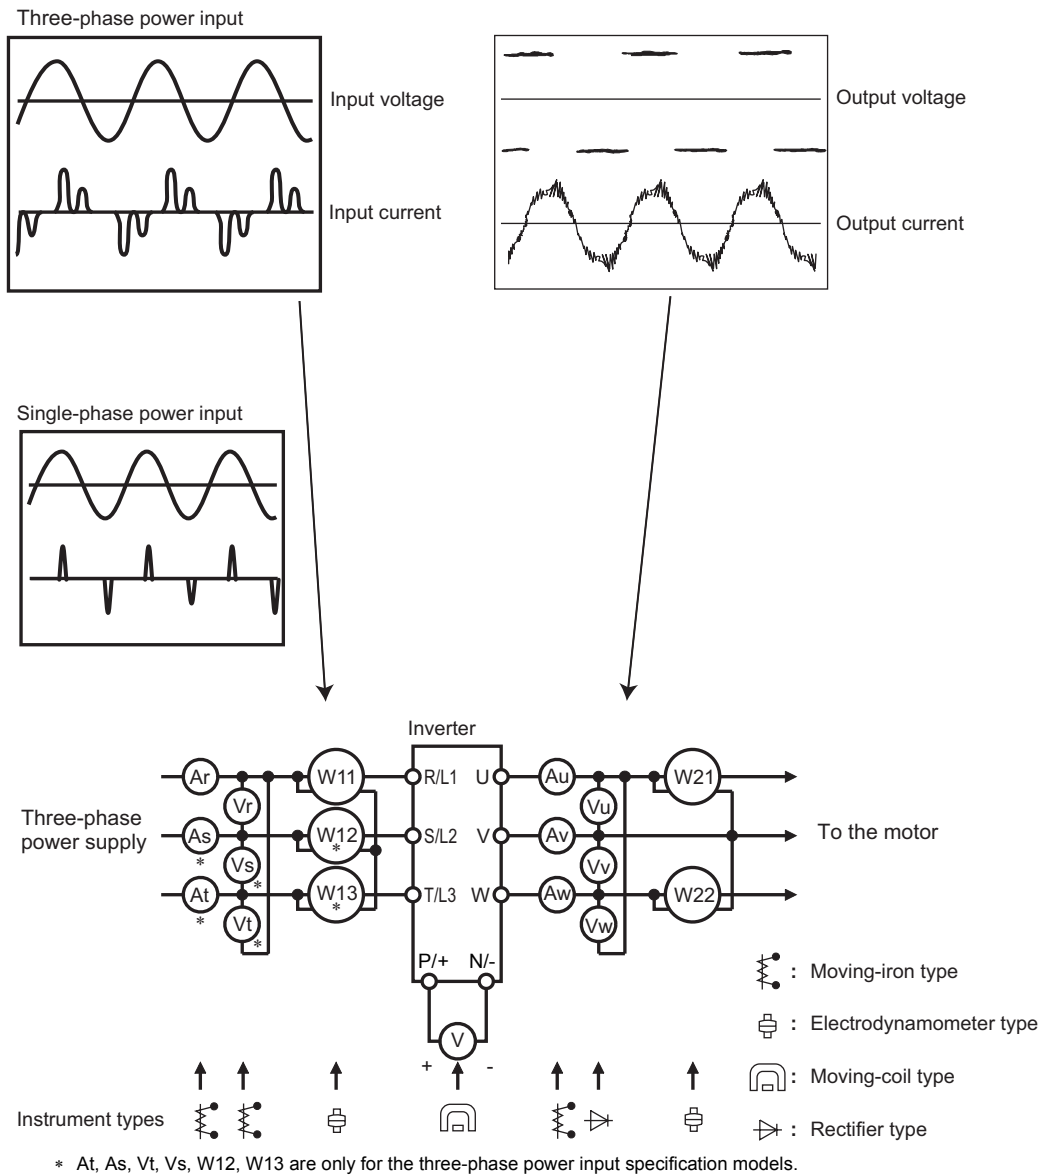 Three-phase power input
Input voltage
Input current
Output voltage
Output current
Single-phase power input
Inverter
Three-phase
power supply
Ar
Vr
W11
R/L1
U
Au
Vu
W21
As
*
Vs
*
W12
*
S/L2
V
Av
Vv
To the motor
At
*
Vt
*
W13
*
T/L3
W
Aw
Vw
W22
P/+
N/-
V
+
-
: Moving-iron type
: Electrodynamometer type
: Moving-coil type
: Rectifier type
Instrument types
* At, As, Vt, Vs, W12, W13 are only for the three-phase power input specification models.